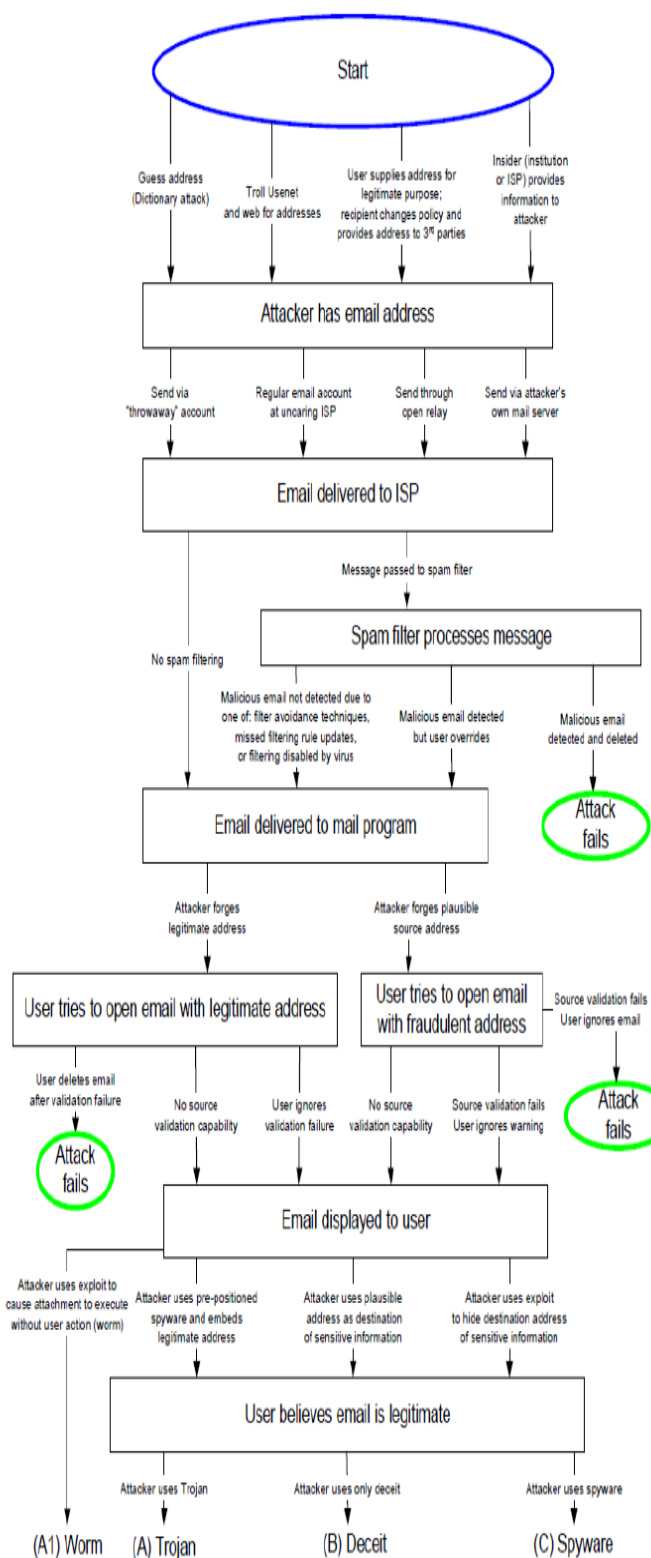 Start
Guess address
(Dictionary attack)
Troll Usenet
and web for addresses
User supplies address for
legitimate purpose;
recipient changes policy and
provides address to 3rd parties
Insider (institution
or ISP) provides
information to
attacker
Attacker has email address
Send via
"throwaway" account
Regular email account
at uncaring ISP
Send through
open relay
Send via attacker's
own mail server
Email delivered to ISP
Message passed to spam filter
Spam filter processes message
No spam filtering
Malicious email not detected due to
one of: filter avoidance techniques,
missed filtering rule updates,
or filtering disabled by virus
Malicious email detected
but user overrides
Malicious email
detected and deleted
Attack
fails
Email delivered to mail program
Attacker forges
legitimate address
Attacker forges plausible
source address
User tries to open email with legitimate address
User tries to open email
with fraudulent address
Source validation fails
User ignores email
Attack
fails
User deletes email
after validation failure
Attack
fails
No source
validation capability
User ignores
validation failure
No source
validation capability
Source validation fails
User ignores warning
Email displayed to user
Attacker uses exploit to
cause attachment to execute
without user action (worm)
Attacker uses pre-positioned
spyware and embeds
legitimate address
Attacker uses plausible
address as destination
of sensitive information
Attacker uses exploit
to hide destination address
of sensitive information
User believes email is legitimate
Attacker uses Trojan
Attacker uses only deceit
Attacker uses spyware
(A1) Worm
(A) Trojan
(B) Deceit
(C) Spyware